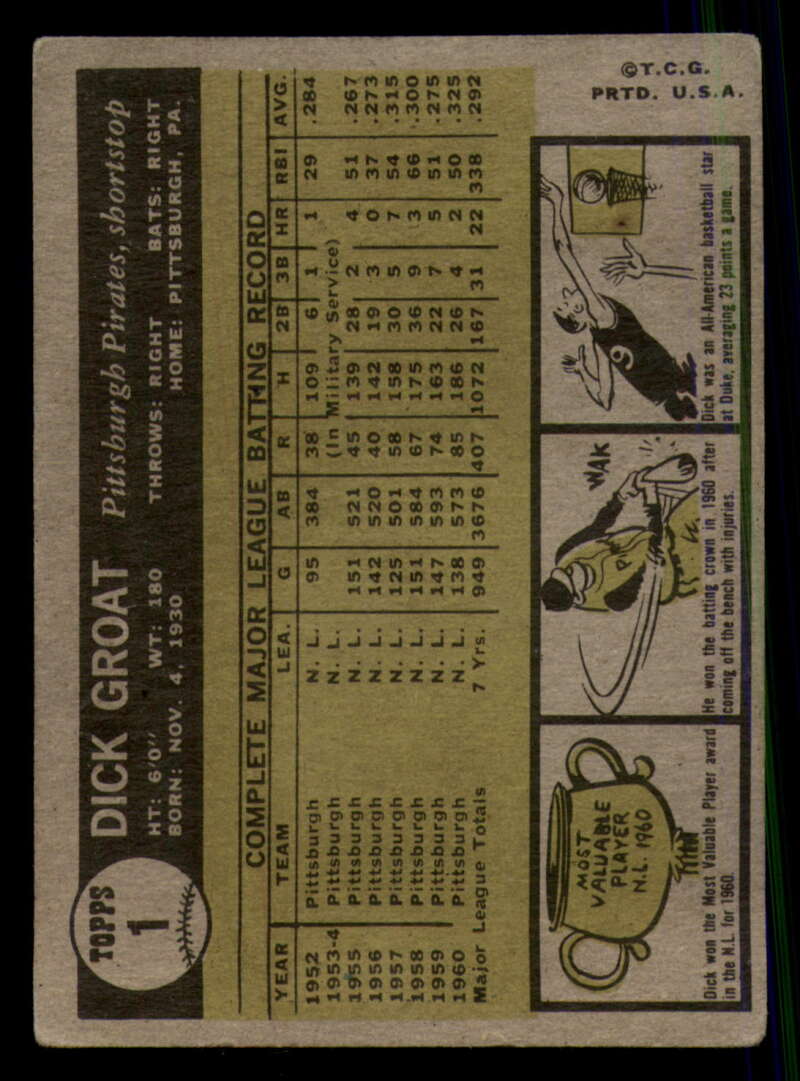 TOPPS
1
DICK GROAT Pittsburgh Pirates, shortstop
HT: 6'0" WT: 180 THROWS: RIGHT BATS: RIGHT
BORN: NOV. 4, 1930 HOME: PITTSBURGH, PA.
COMPLETE MAJOR LEAGUE BATTING RECORD
YEAR TEAM LEA. G AB R H 2B 3B HR RBI AVG.
1952 Pittsburgh N. L. 95 384 38 109 6 1 1 29 .284
1953-4 Pittsburgh N. L. (In Military Service)
1955 Pittsburgh N. L. 151 521 45 139 28 2 4 51 .267
1956 Pittsburgh N. L. 142 520 40 142 19 3 0 37 .273
1957 Pittsburgh N. L. 125 501 58 158 30 5 7 54 .315
1958 Pittsburgh N. L. 151 584 67 175 36 9 3 66 .300
1959 Pittsburgh N. L. 147 593 74 163 22 7 5 51 .275
1960 Pittsburgh N. L. 138 573 85 186 26 4 2 50 .325
Major League Totals 7 Yrs. 949 3676 407 1072 167 31 22 338 .292
MOST
VALUABLE
PLAYER
N.L. 1960
Dick won the Most Valuable Player award
in the N.L. for 1960.
WAK
PI
He won the batting crown in 1960 after
coming off the bench with injuries.
9
Dick was an All-American basketball star
at Duke, averaging 23 points a game.
©T.C.G.
PRTD. U.S.A.